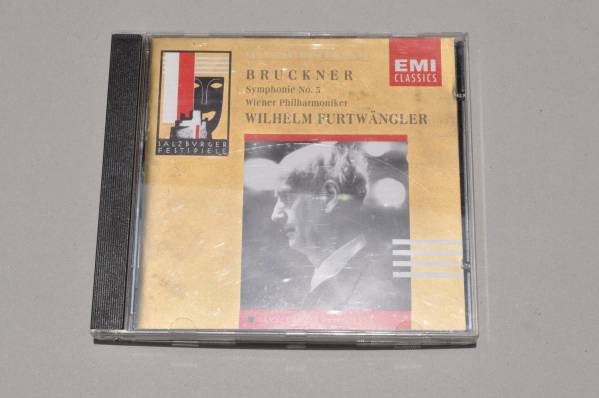 BRUCKNER
Symphonie No. 5
Wiener Philharmoniker
WILHELM FURTWÄNGLER
EMI
CLASSICS
SALZBURGER
FESTSPIELE